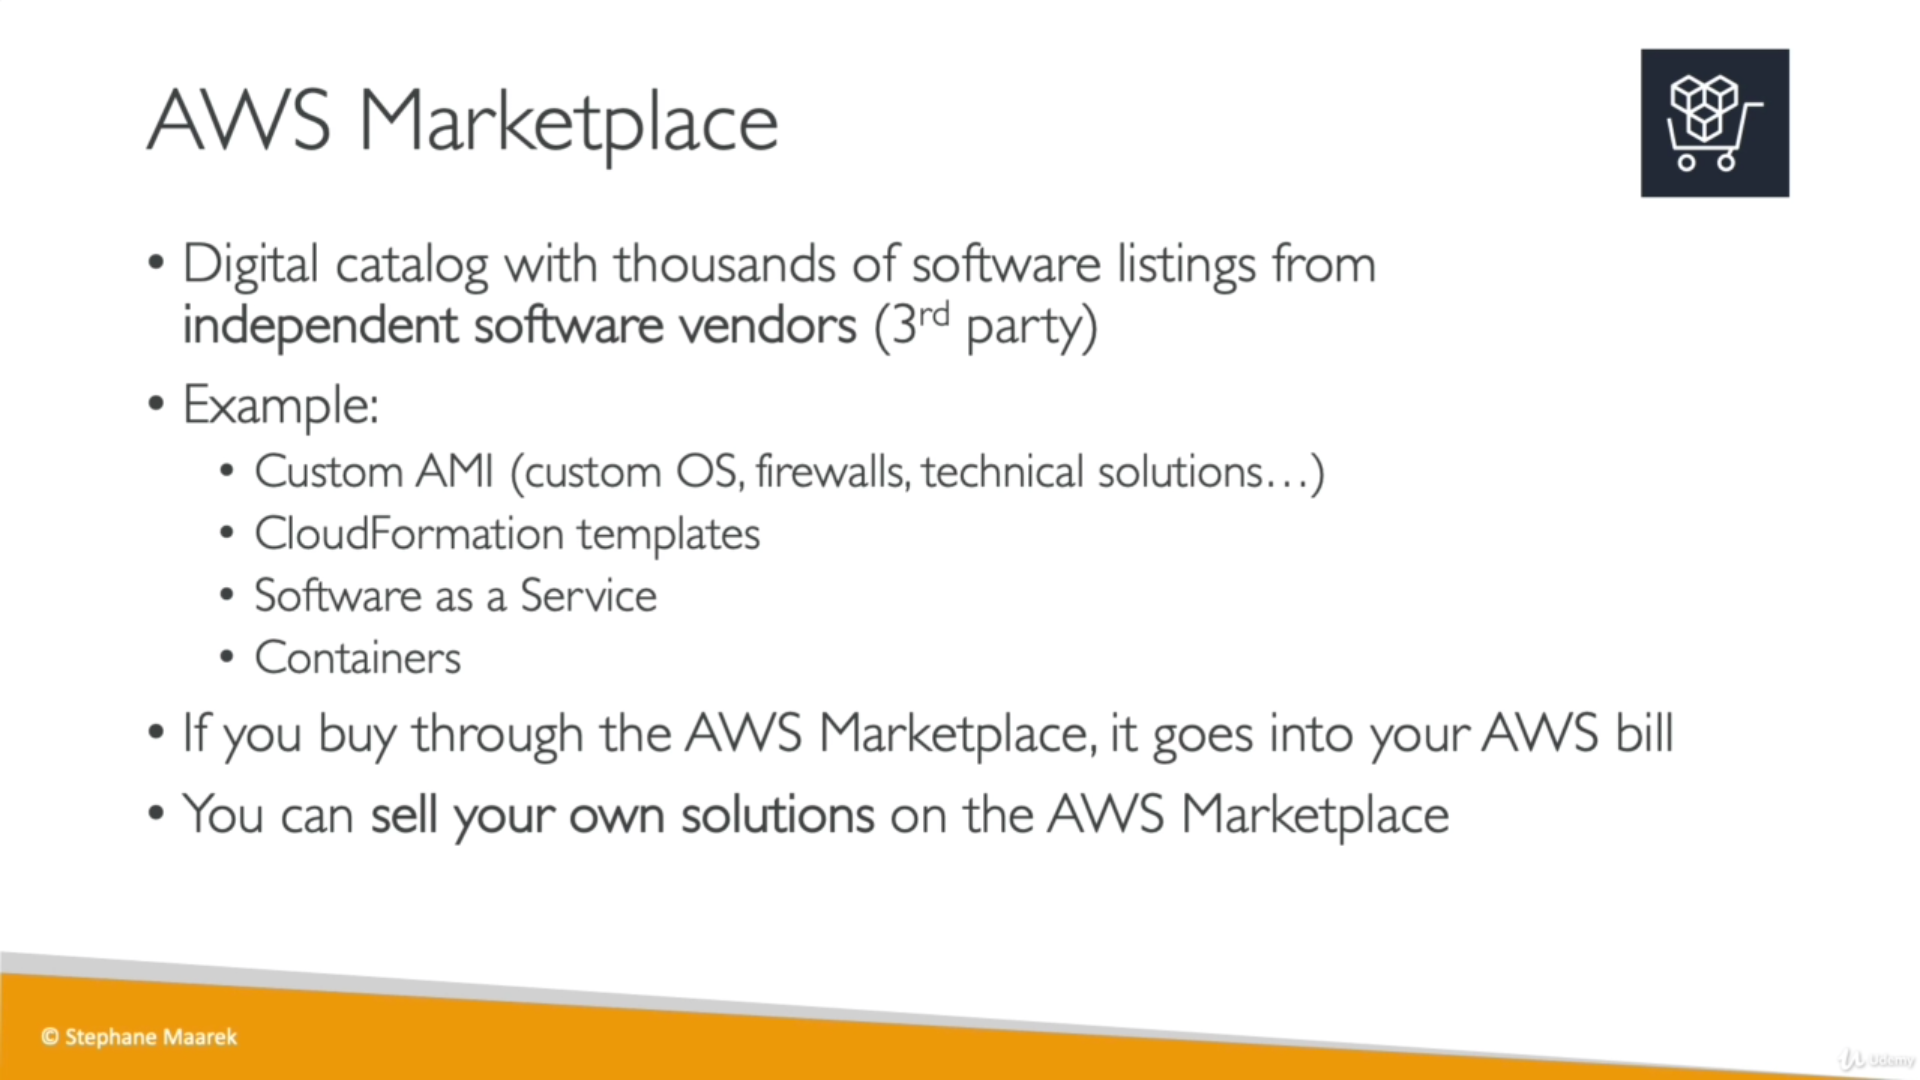 AWS Marketplace
• Digital catalog with thousands of software listings from
independent software vendors (3rd party)
• Example:
• Custom AMI (custom OS, firewalls, technical solutions…)
• CloudFormation templates
• Software as a Service
• Containers
• If you buy through the AWS Marketplace, it goes into your AWS bill
• You can sell your own solutions on the AWS Marketplace
© Stephane Maarek
Udemy